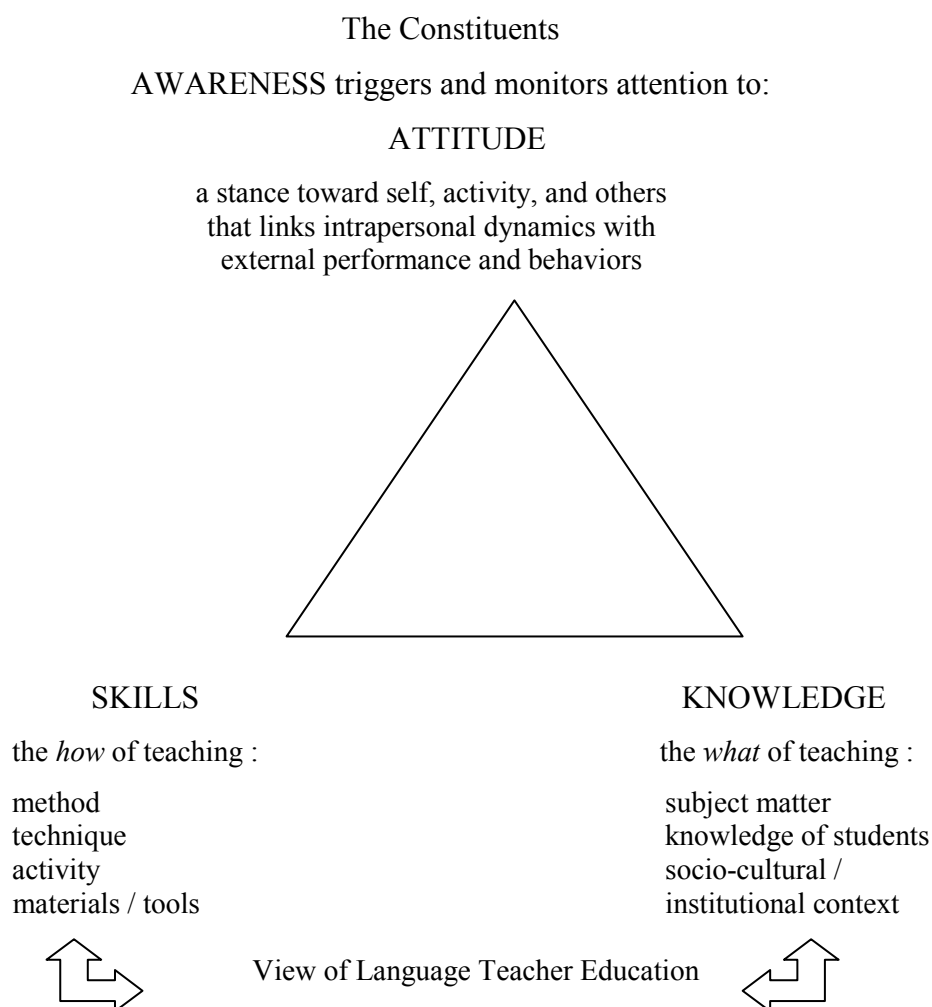 The Constituents
AWARENESS triggers and monitors attention to:
ATTITUDE
a stance toward self, activity, and others
that links intrapersonal dynamics with
external performance and behaviors
SKILLS
the how of teaching :
method
technique
activity
materials / tools
KNOWLEDGE
the what of teaching :
subject matter
knowledge of students
socio-cultural /
institutional context
View of Language Teacher Education